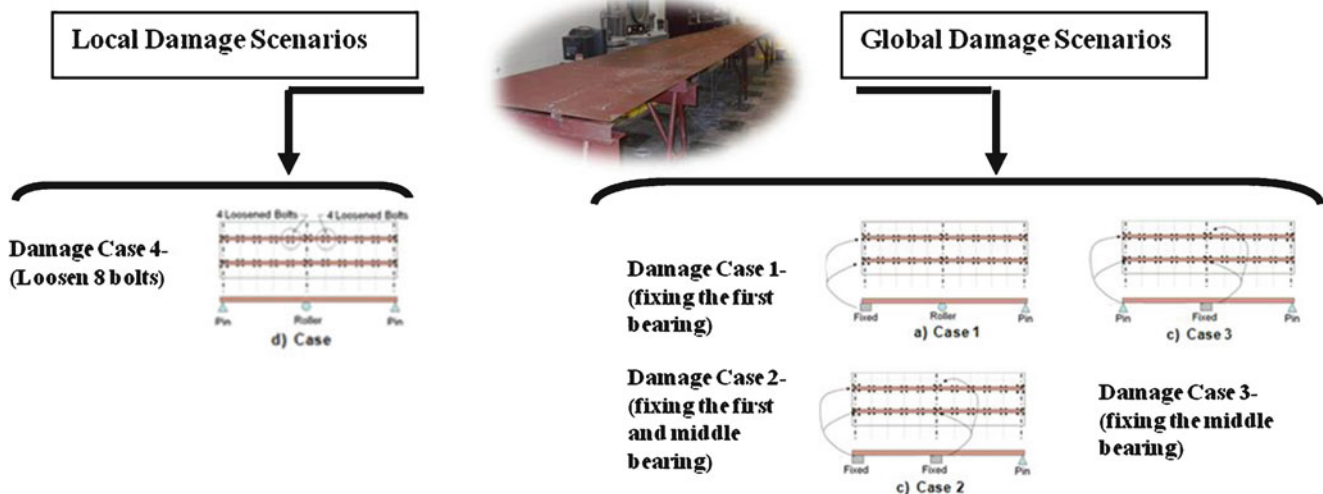 Local Damage Scenarios
Global Damage Scenarios
Damage Case 4-
(Loosen 8 bolts)
4 Loosened Bolts
4 Loosened Bolts
Pin
Roller
Pin
d) Case
Damage Case 1-
(fixing the first
bearing)
Fixed
Roller
Pin
a) Case 1
Pin
Fixed
Pin
c) Case 3
Damage Case 2-
(fixing the first
and middle
bearing)
Fixed
Fixed
Pin
c) Case 2
Damage Case 3-
(fixing the middle
bearing)